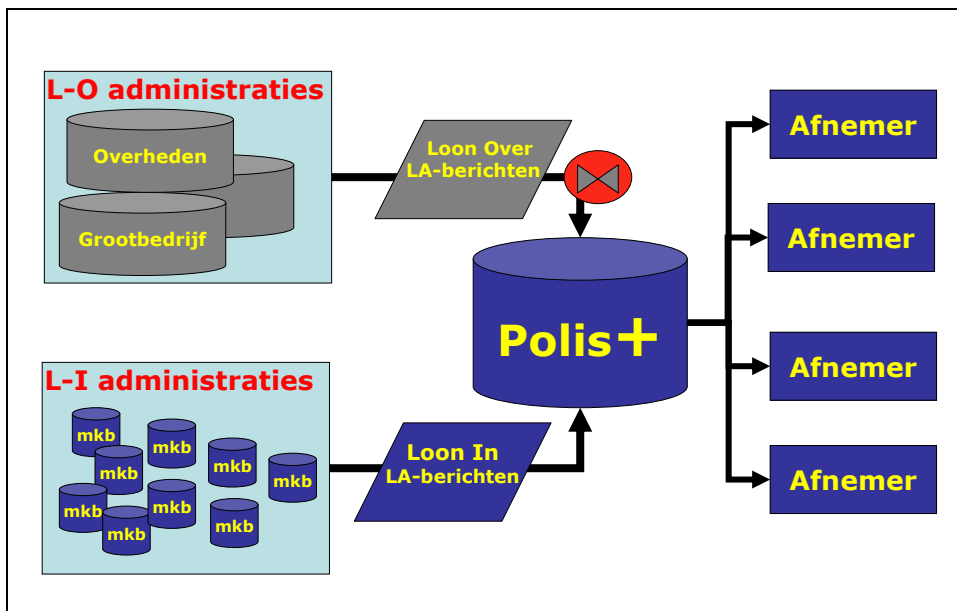 L-O administraties
Overheden
Grootbedrijf
Loon Over
LA-berichten
Polis+
L-I administraties
mkb
mkb
mkb
mkb
mkb
mkb
mkb
mkb
mkb
Loon In
LA-berichten
Afnemer
Afnemer
Afnemer
Afnemer